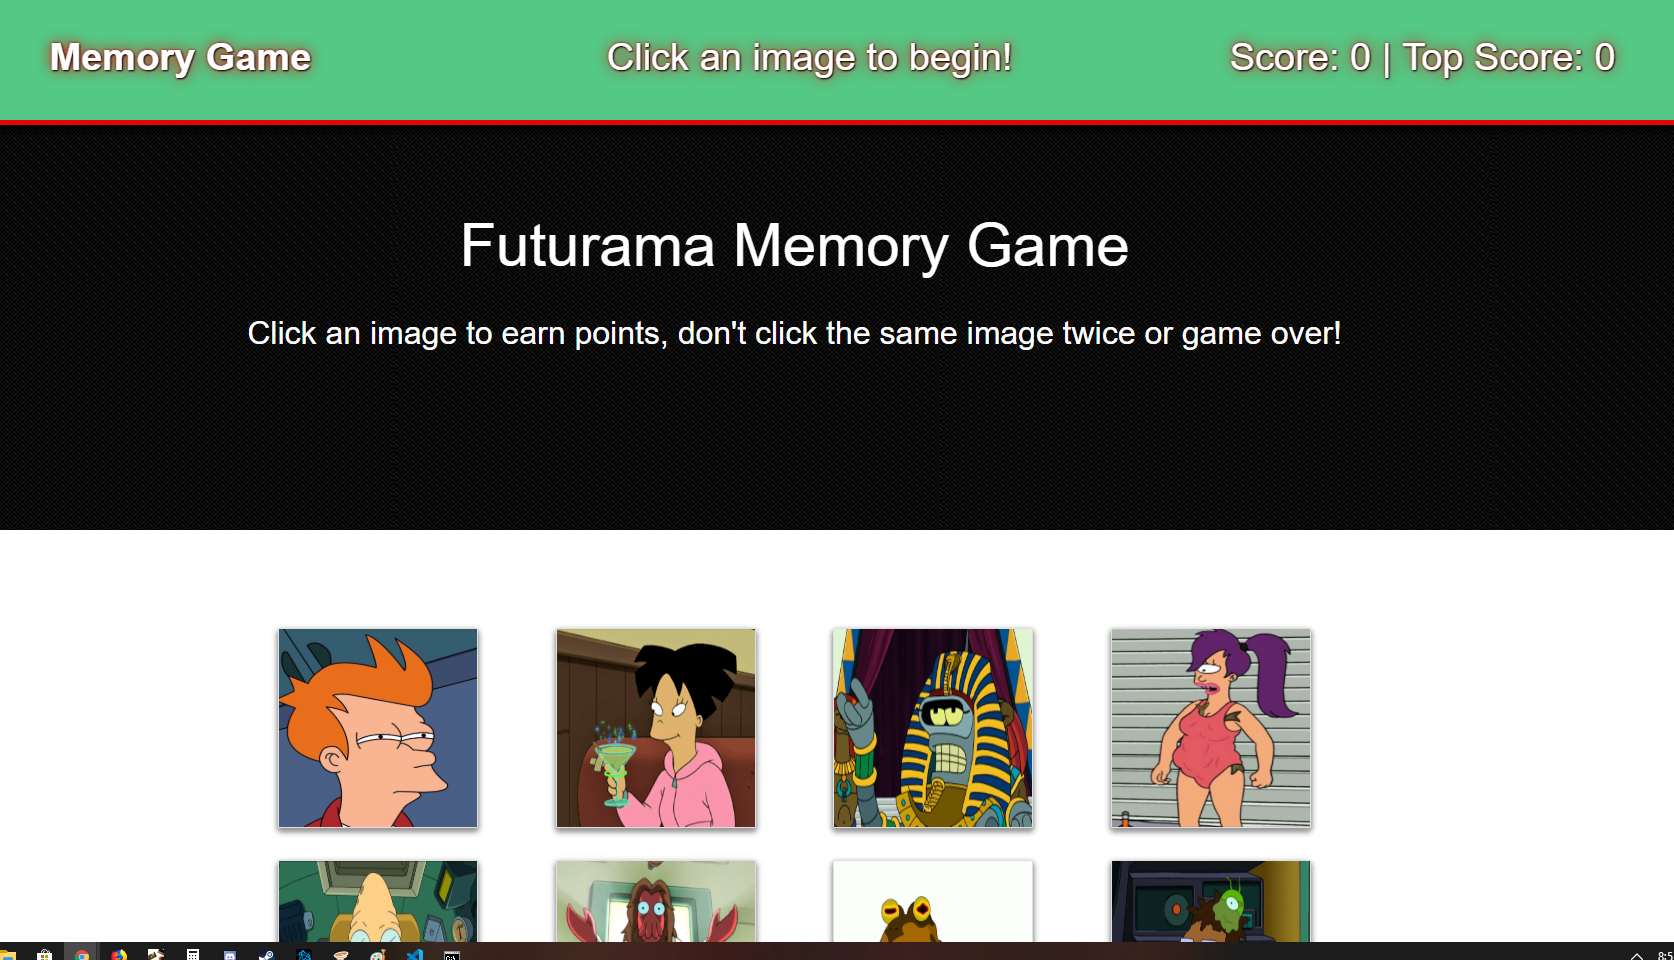 Memory Game
Click an image to begin!
Score: 0 | Top Score: 0
Futurama Memory Game
Click an image to earn points, don't click the same image twice or game over!